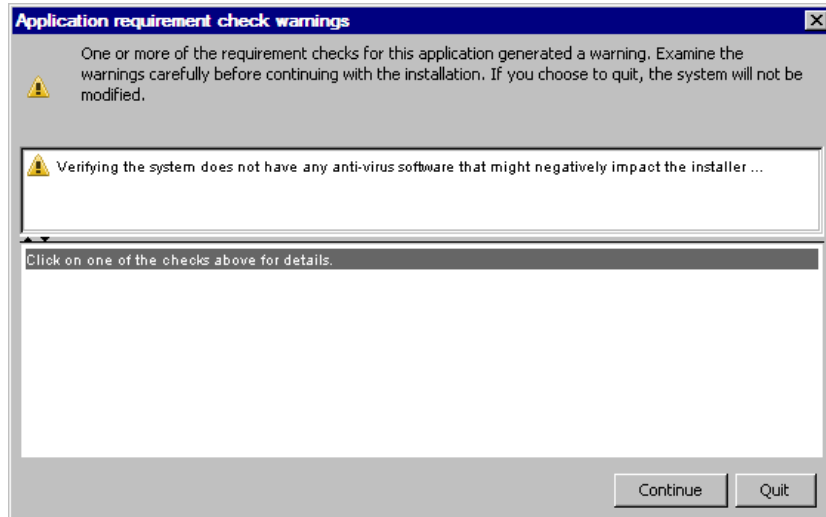 Application requirement check warnings
One or more of the requirement checks for this application generated a warning. Examine the
warnings carefully before continuing with the installation. If you choose to quit, the system will not be
modified.
Verifying the system does not have any anti-virus software that might negatively impact the installer ...
Click on one of the checks above for details.
Continue
Quit